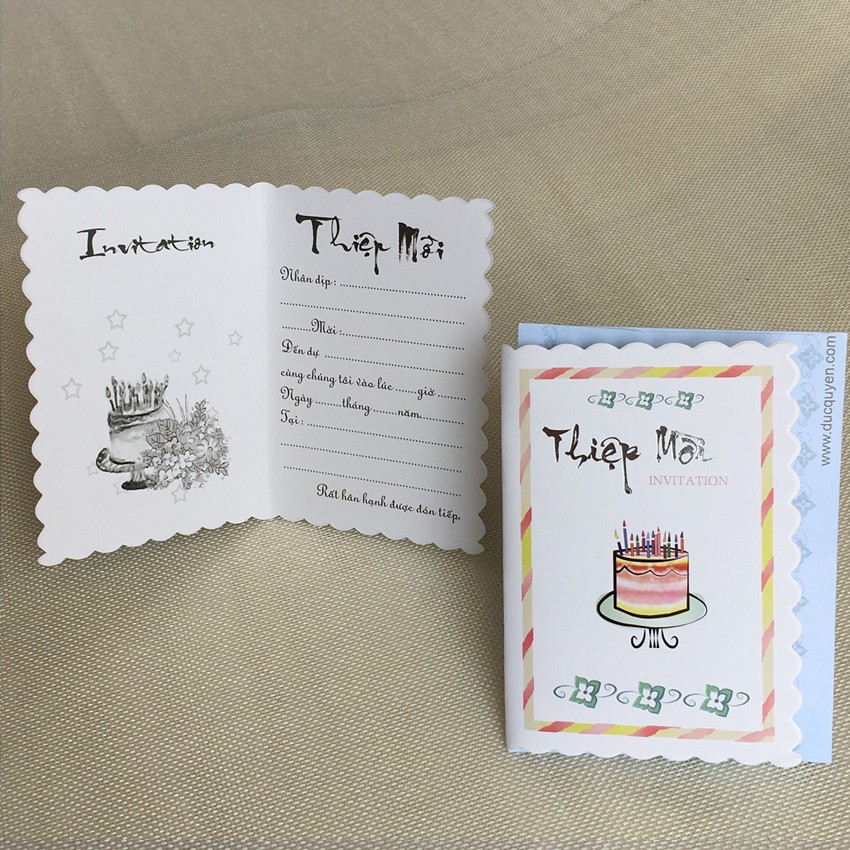 Invitation
Thiệp Mời
Nhân dịp : ........................................
..........................................................
.........Mời : .......................................
Đến dự ............................................
cùng chúng tôi vào lúc .......giờ .........
Ngày .........tháng ........năm............
Tại : .................................................
..........................................................
..........................................................
Rất hân hạnh được đón tiếp.
Thiệp Mời
INVITATION
www.ducquyen.com